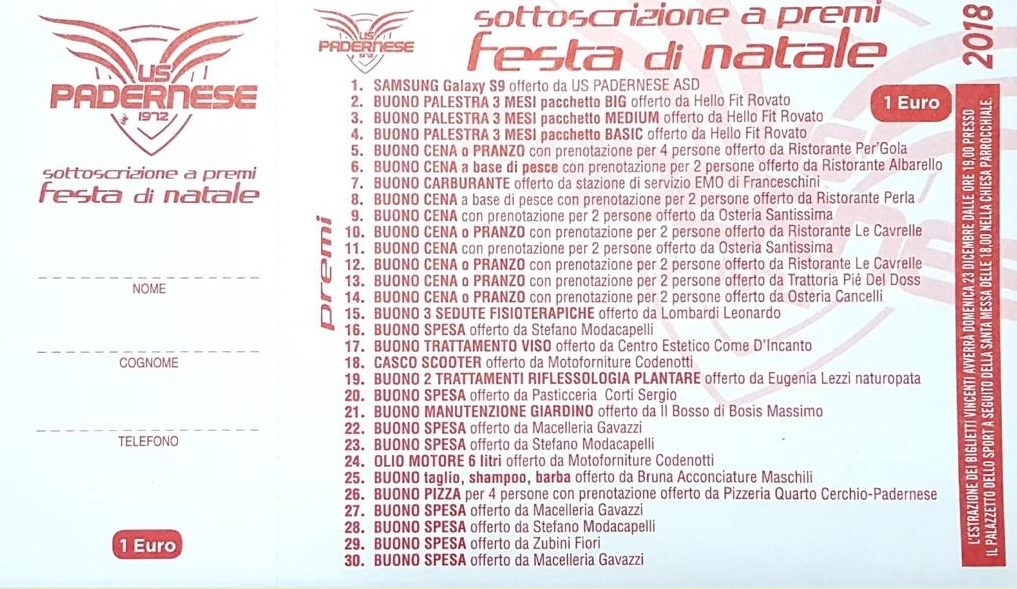 US
PADERNESE
1972
sottoscrizione a premi
festa di natale
NOME
COGNOME
TELEFONO
1 Euro
US
PADERNESE
1972
sottoscrizione a premi
festa di natale
2018
1 Euro
premi
1. SAMSUNG Galaxy S9 offerto da US PADERNESE ASD
2. BUONO PALESTRA 3 MESI pacchetto BIG offerto da Hello Fit Rovato
3. BUONO PALESTRA 3 MESI pacchetto MEDIUM offerto da Hello Fit Rovato
4. BUONO PALESTRA 3 MESI pacchetto BASIC offerto da Hello Fit Rovato
5. BUONO CENA o PRANZO con prenotazione per 4 persone offerto da Ristorante Per'Gola
6. BUONO CENA a base di pesce con prenotazione per 2 persone offerto da Ristorante Albarello
7. BUONO CARBURANTE offerto da stazione di servizio EMO di Franceschini
8. BUONO CENA a base di pesce con prenotazione per 2 persone offerto da Ristorante Perla
9. BUONO CENA con prenotazione per 2 persone offerto da Osteria Santissima
10. BUONO CENA o PRANZO con prenotazione per 2 persone offerto da Ristorante Le Cavrelle
11. BUONO CENA con prenotazione per 2 persone offerto da Osteria Santissima
12. BUONO CENA o PRANZO con prenotazione per 2 persone offerto da Ristorante Le Cavrelle
13. BUONO CENA o PRANZO con prenotazione per 2 persone offerto da Trattoria Pié Del Doss
14. BUONO CENA o PRANZO con prenotazione per 2 persone offerto da Osteria Cancelli
15. BUONO 3 SEDUTE FISIOTERAPICHE offerto da Lombardi Leonardo
16. BUONO SPESA offerto da Stefano Modacapelli
17. BUONO TRATTAMENTO VISO offerto da Centro Estetico Come D'Incanto
18. CASCO SCOOTER offerto da Motoforniture Codenotti
19. BUONO 2 TRATTAMENTI RIFLESSOLOGIA PLANTARE offerto da Eugenia Lezzi naturopata
20. BUONO SPESA offerto da Pasticceria Corti Sergio
21. BUONO MANUTENZIONE GIARDINO offerto da Il Bosso di Bosis Massimo
22. BUONO SPESA offerto da Macelleria Gavazzi
23. BUONO SPESA offerto da Stefano Modacapelli
24. OLIO MOTORE 6 litri offerto da Motoforniture Codenotti
25. BUONO taglio, shampoo, barba offerto da Bruna Acconciature Maschili
26. BUONO PIZZA per 4 persone con prenotazione offerto da Pizzeria Quarto Cerchio-Padernese
27. BUONO SPESA offerto da Macelleria Gavazzi
28. BUONO SPESA offerto da Stefano Modacapelli
29. BUONO SPESA offerto da Zubini Fiori
30. BUONO SPESA offerto da Macelleria Gavazzi
L'ESTRAZIONE DEI BIGLIETTI VINCENTI AVVERRÀ DOMENICA 23 DICEMBRE DALLE ORE 19,00 PRESSO
IL PALAZZETTO DELLO SPORT A SEGUITO DELLA SANTA MESSA DELLE 18,00 NELLA CHIESA PARROCCHIALE.